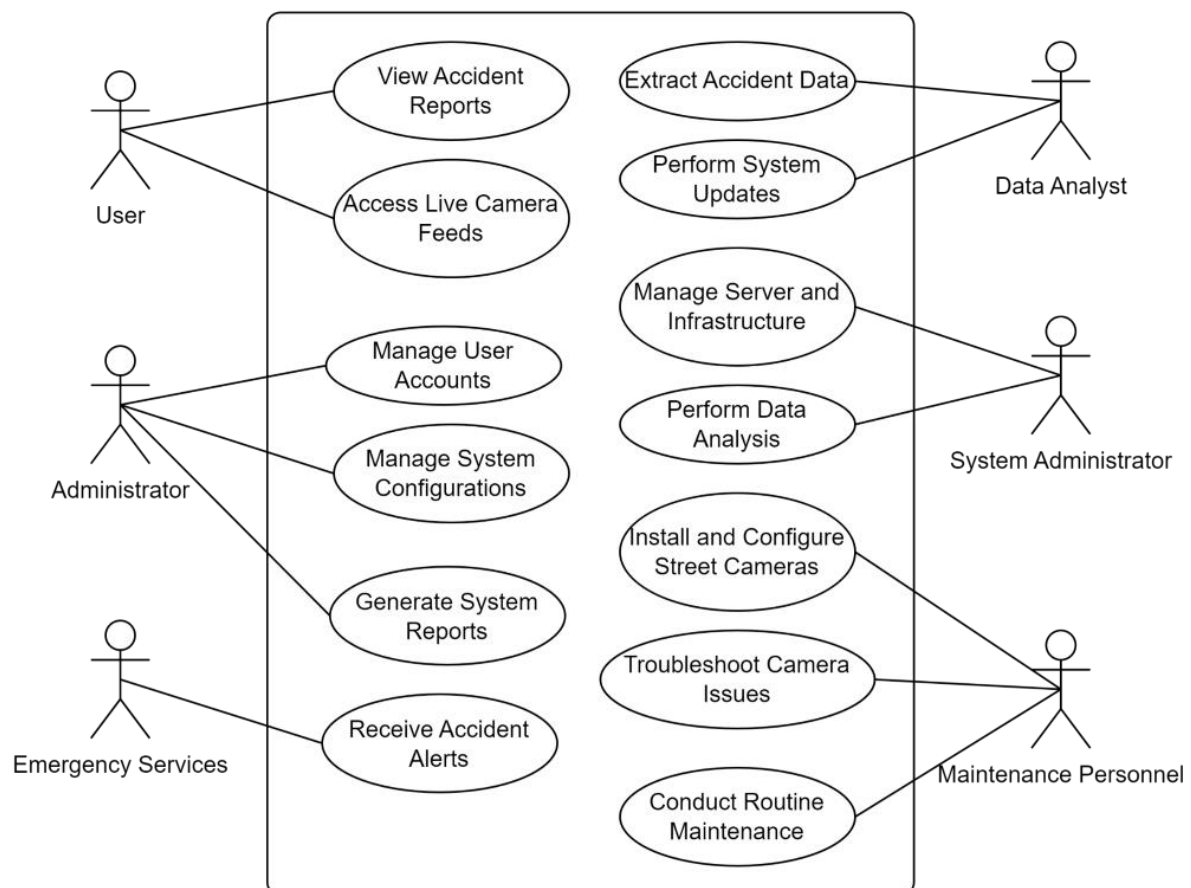 View Accident
Reports
Access Live Camera
Feeds
User
Manage User
Accounts
Manage System
Configurations
Generate System
Reports
Administrator
Receive Accident
Alerts
Emergency Services
Extract Accident Data
Perform System
Updates
Data Analyst
Manage Server and
Infrastructure
Perform Data
Analysis
System Administrator
Install and Configure
Street Cameras
Troubleshoot Camera
Issues
Conduct Routine
Maintenance
Maintenance Personnel